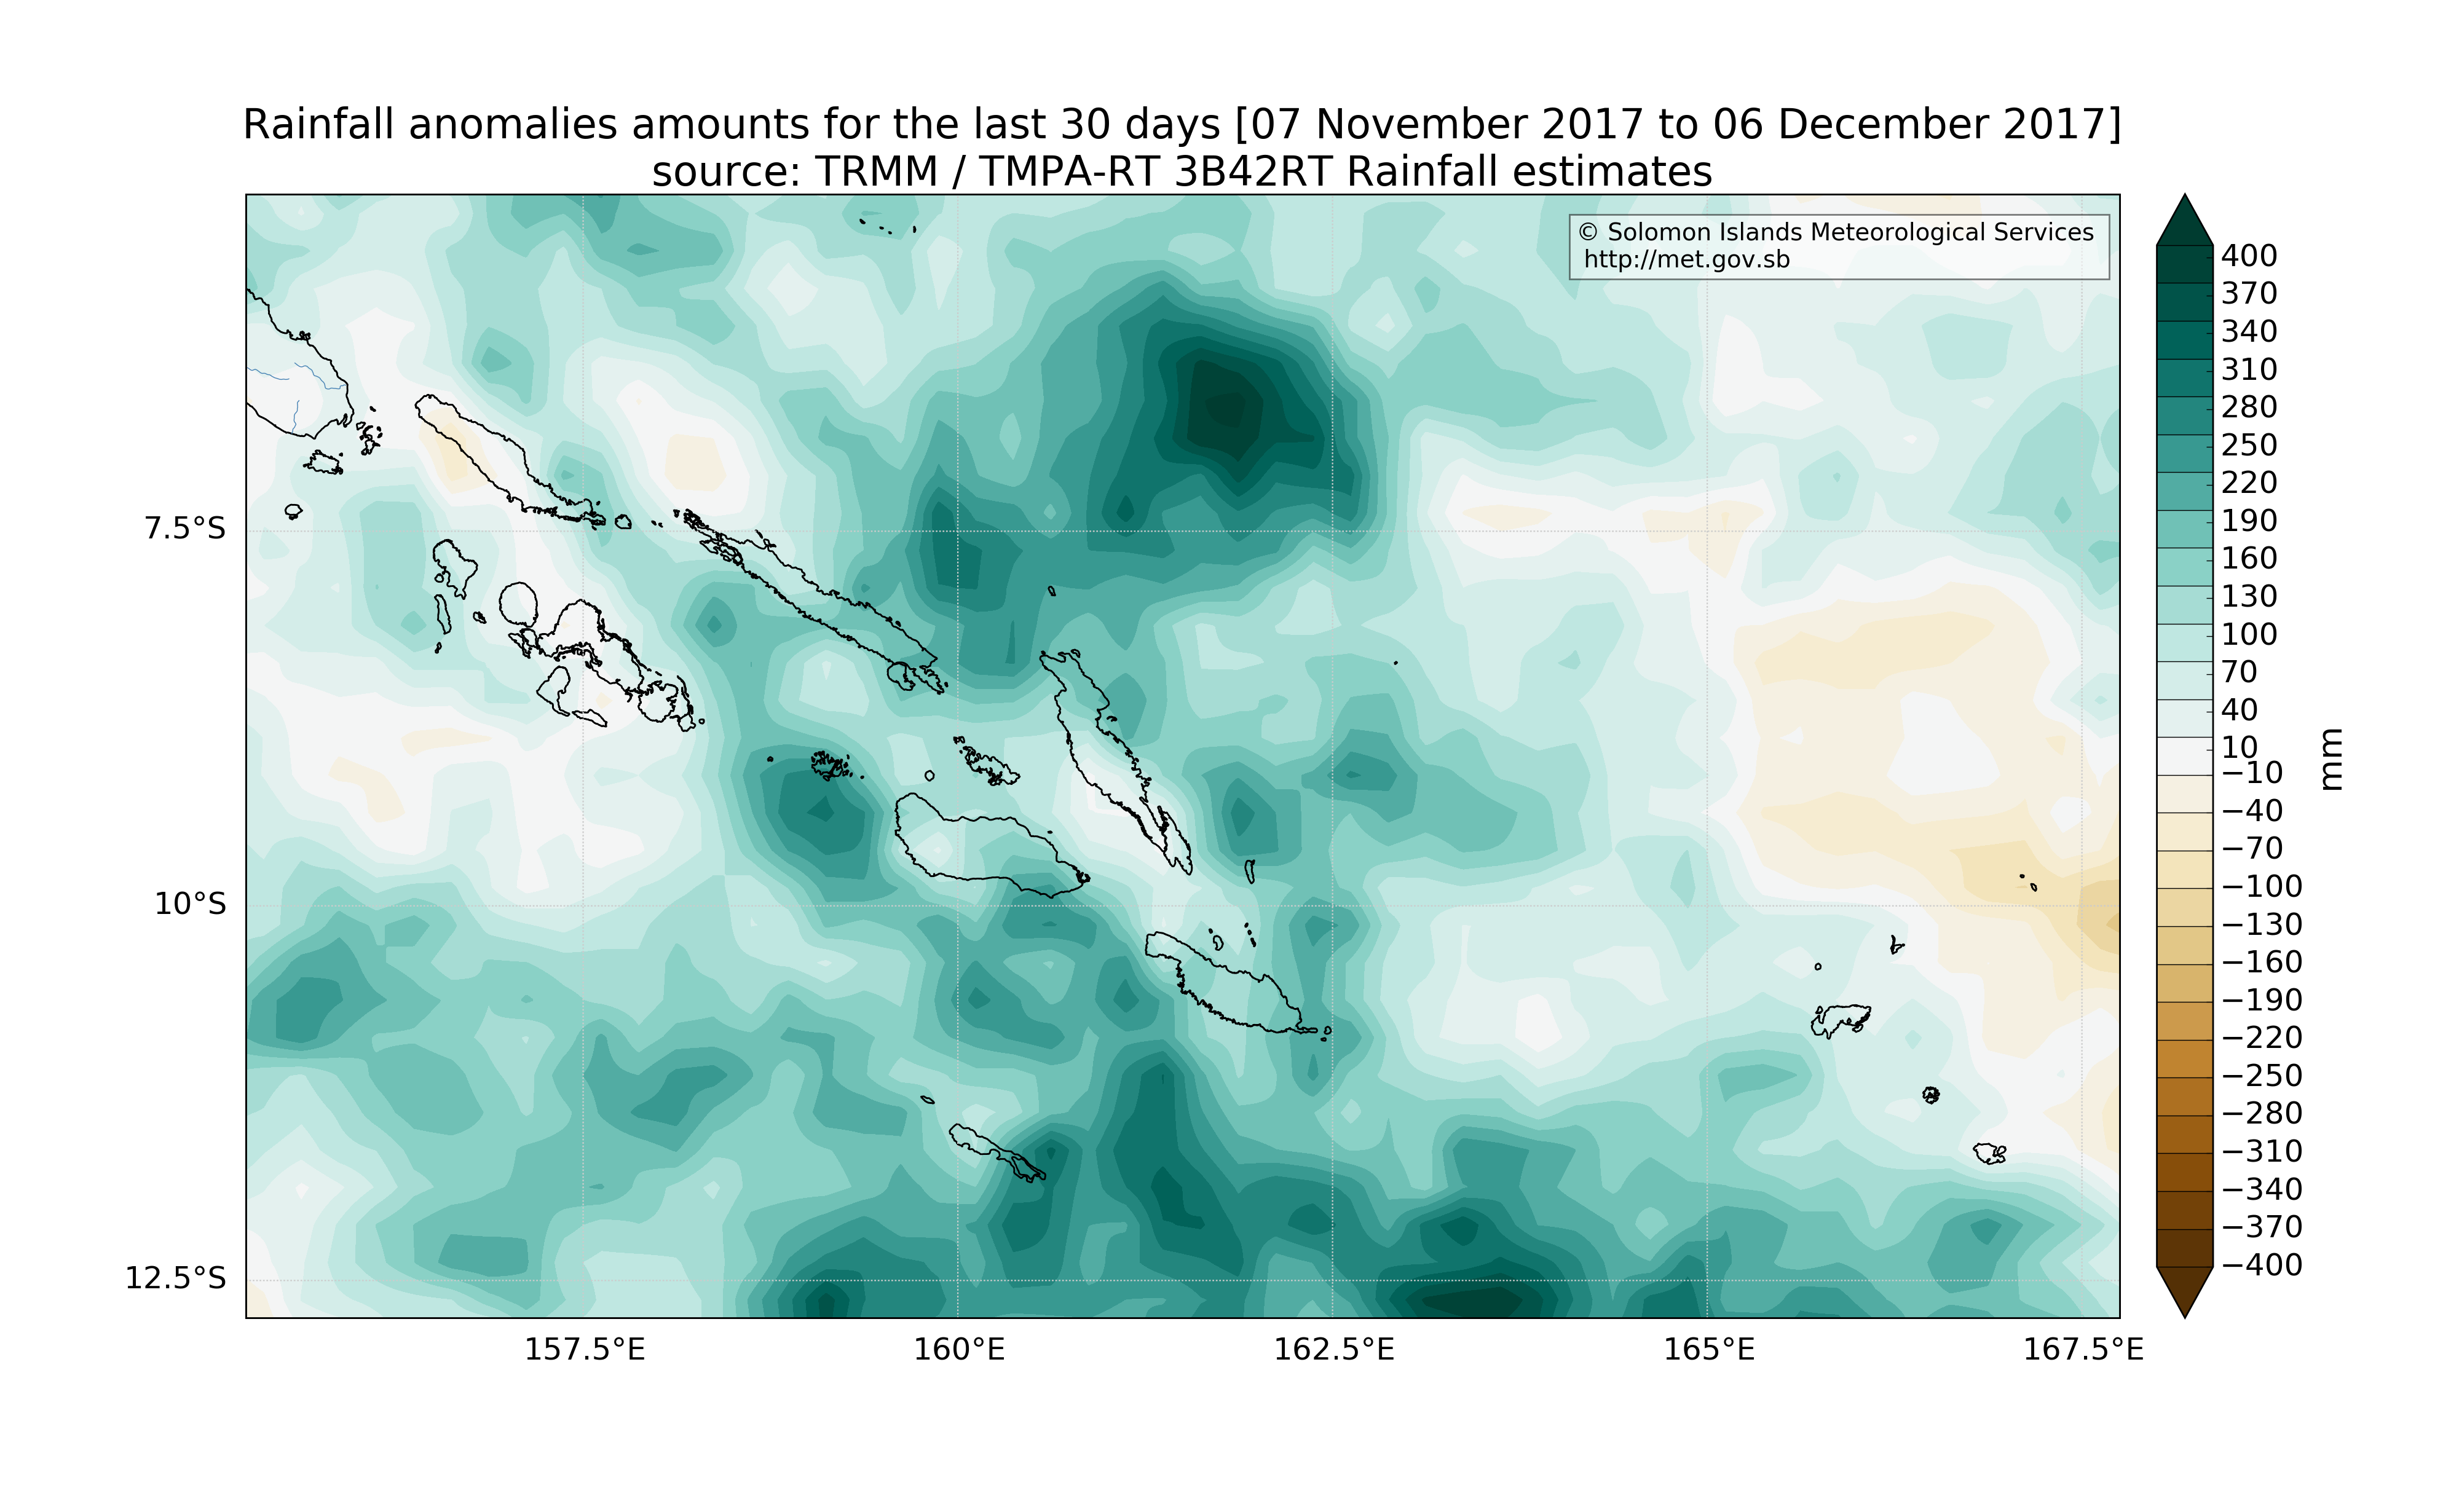 Rainfall anomalies amounts for the last 30 days [07 November 2017 to 06 December 2017]
source: TRMM / TMPA-RT 3B42RT Rainfall estimates
© Solomon Islands Meteorological Services
http://met.gov.sb
7.5°S
10°S
12.5°S
157.5°E
160°E
162.5°E
165°E
167.5°E
400
370
340
310
280
250
220
190
160
130
100
70
40
10
−10
−40
−70
−100
−130
−160
−190
−220
−250
−280
−310
−340
−370
−400
mm